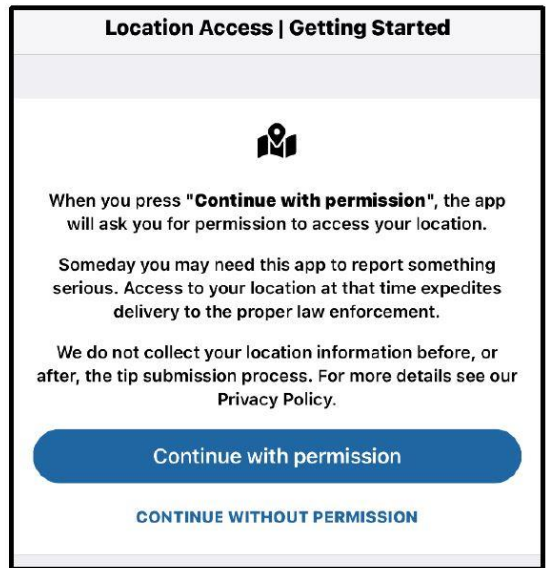 Location Access | Getting Started
When you press "Continue with permission", the app
will ask you for permission to access your location.
Someday you may need this app to report something
serious. Access to your location at that time expedites
delivery to the proper law enforcement.
We do not collect your location information before, or
after, the tip submission process. For more details see our
Privacy Policy.
Continue with permission
CONTINUE WITHOUT PERMISSION